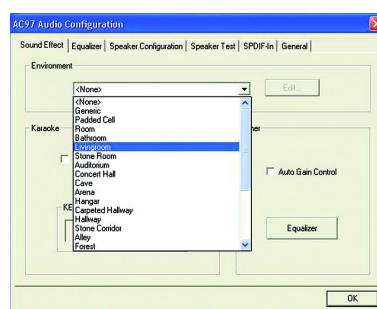 AC97 Audio Configuration
Sound Effect Equalizer Speaker Configuration Speaker Test SPDIF-In General
Environment
<None>
Edit...
<None>
Generic
Padded Cell
Room
Bathroom
Livingroom
Stone Room
Auditorium
Concert Hall
Cave
Arena
Hangar
Carpeted Hallway
Hallway
Stone Corridor
Alley
Forest
Karaoke
KE
her
Auto Gain Control
Equalizer
OK